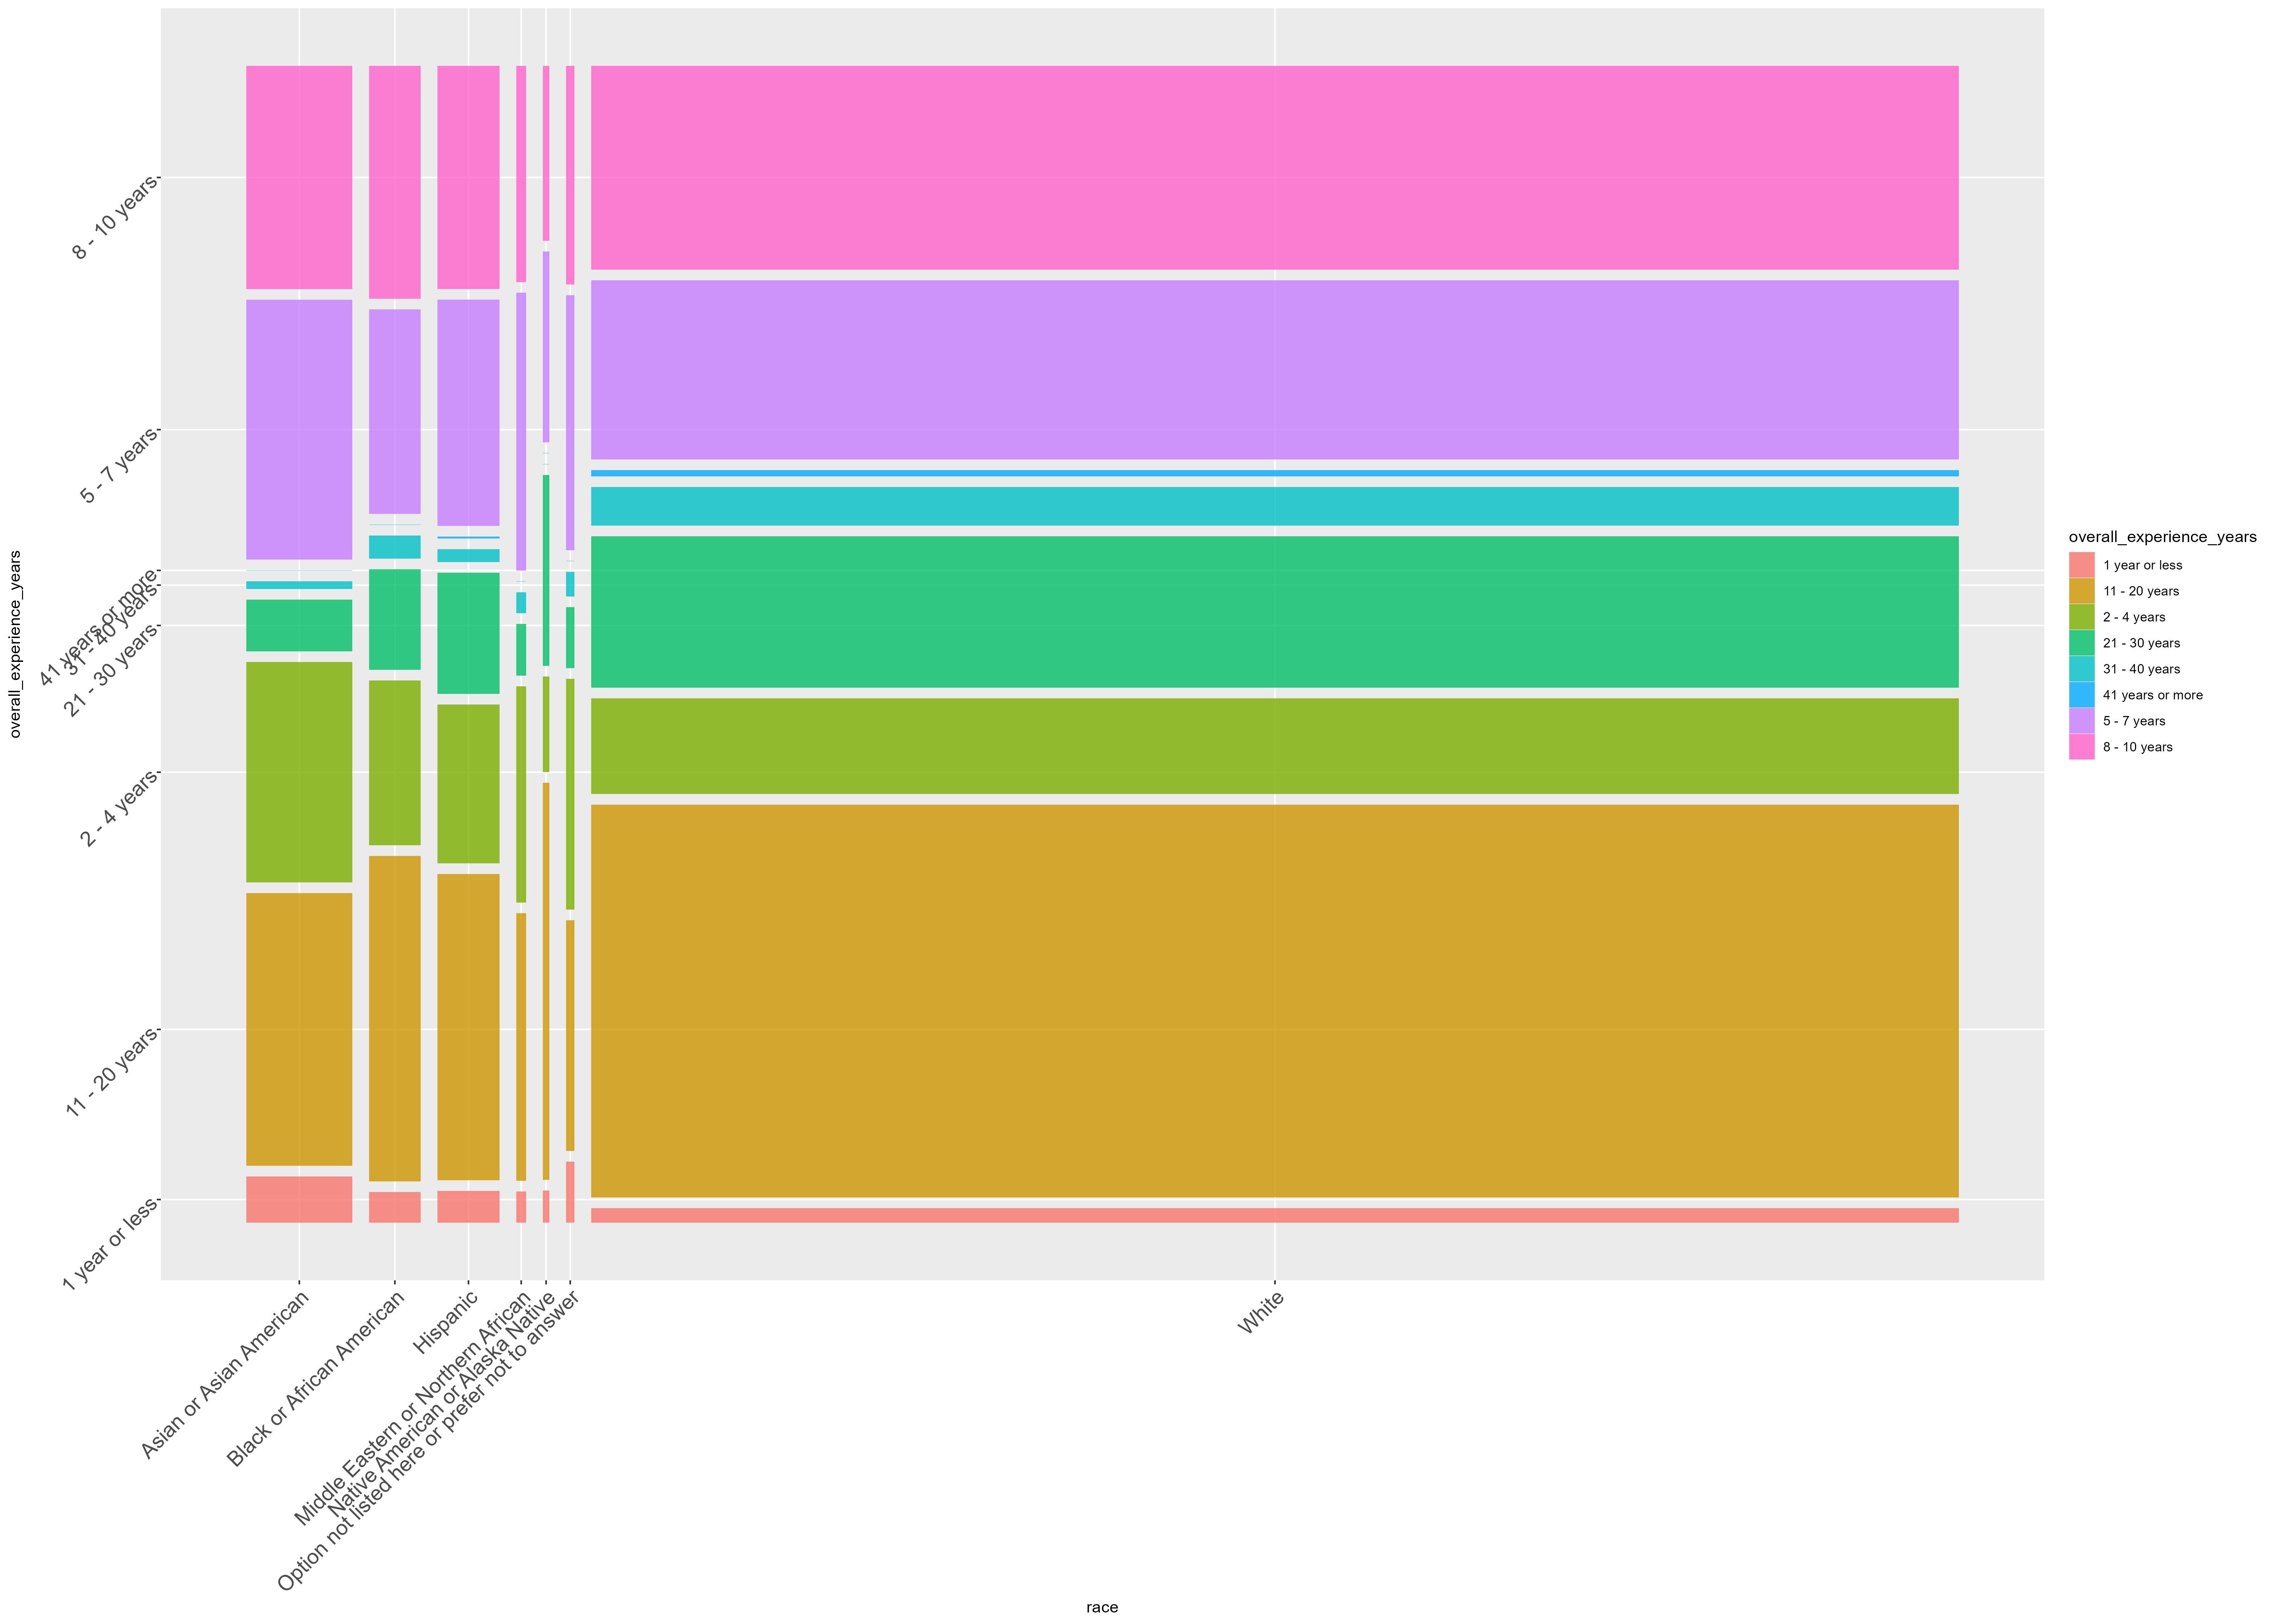 8 - 10 years
5 - 7 years
41 years or more
31 - 40 years
21 - 30 years
2 - 4 years
11 - 20 years
1 year or less
overall_experience_years
Asian or Asian American
Black or African American
Hispanic
Middle Eastern or Northern African
Native American or Alaska Native
Option not listed here or prefer not to answer
White
race
overall_experience_years
1 year or less
11 - 20 years
2 - 4 years
21 - 30 years
31 - 40 years
41 years or more
5 - 7 years
8 - 10 years